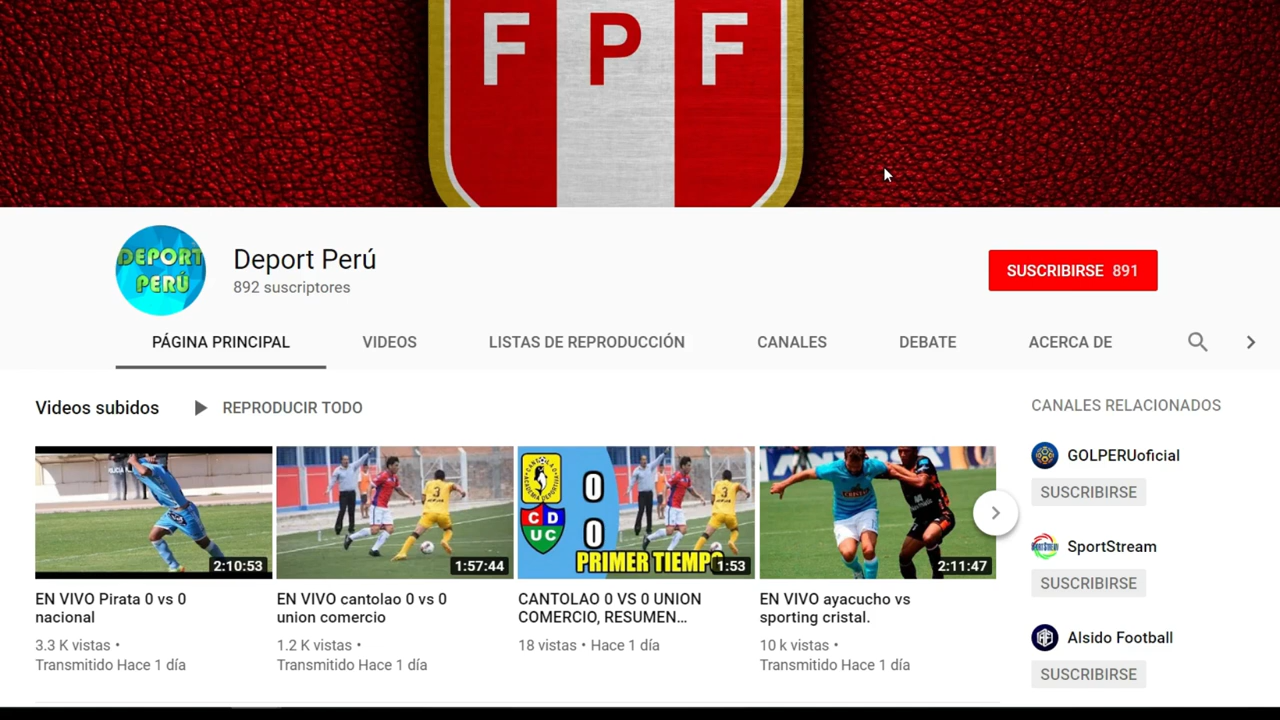 F P F
DEPORT
PERÚ
Deport Perú
892 suscriptores
SUSCRIBIRSE 891
PÁGINA PRINCIPAL
VIDEOS
LISTAS DE REPRODUCCIÓN
CANALES
DEBATE
ACERCA DE
Videos subidos
REPRODUCIR TODO
2:10:53
EN VIVO Pirata 0 vs 0
nacional
3.3 K vistas •
Transmitido Hace 1 día
3
1:57:44
EN VIVO cantolao 0 vs 0
union comercio
1.2 K vistas •
Transmitido Hace 1 día
0
C D
U C
0
3
PRIMER TIEMPO
1:53
CANTOLAO 0 VS 0 UNION
COMERCIO, RESUMEN...
18 vistas • Hace 1 día
2:11:47
EN VIVO ayacucho vs
sporting cristal.
10 k vistas •
Transmitido Hace 1 día
CANALES RELACIONADOS
GOLPERUoficial
SUSCRIBIRSE
SportStream
SUSCRIBIRSE
Alsido Football
SUSCRIBIRSE